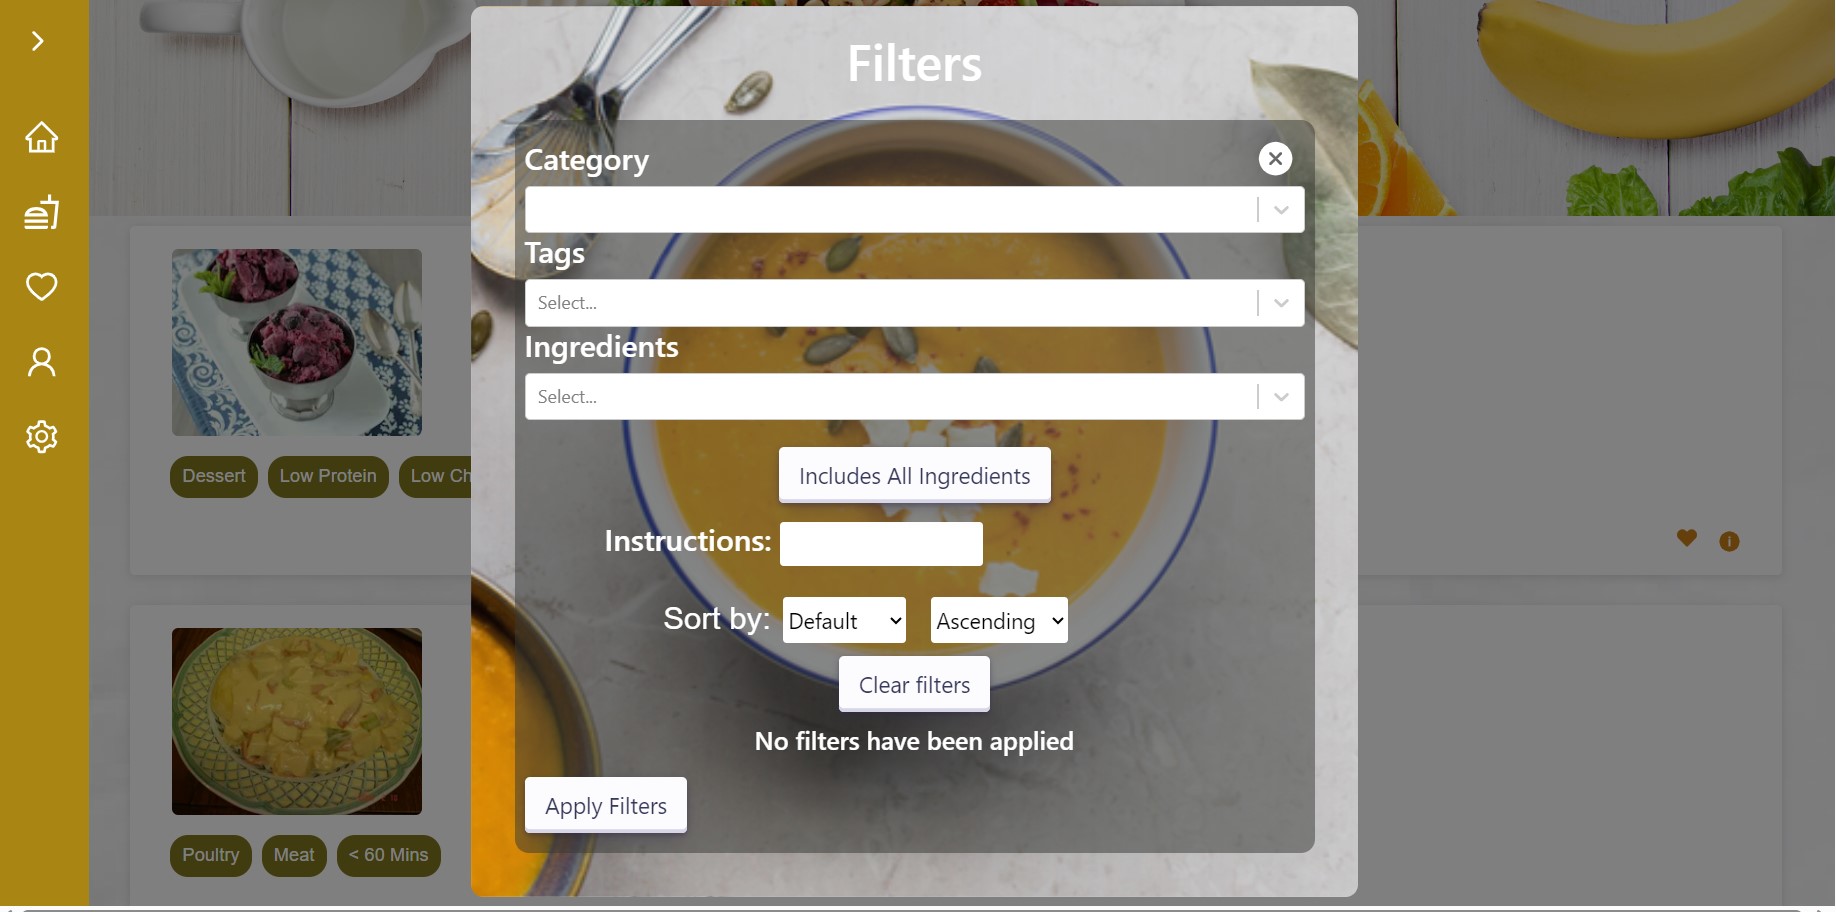 Filters
Category
Tags
Select...
Ingredients
Select...
Includes All Ingredients
Instructions:
Sort by: Default Ascending
Clear filters
No filters have been applied
Apply Filters
Dessert Low Protein Low Ch
Poultry Meat < 60 Mins